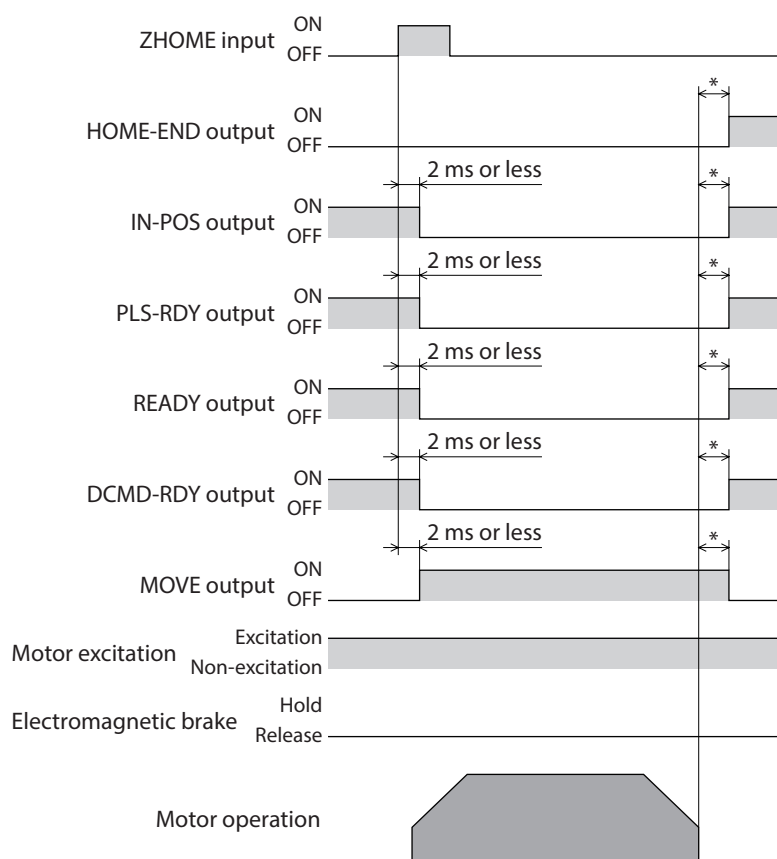 ON
ZHOME input
OFF
*
ON
HOME-END output
OFF
2 ms or less
*
ON
IN-POS output
OFF
2 ms or less
*
ON
PLS-RDY output
OFF
2 ms or less
*
ON
READY output
OFF
2 ms or less
*
ON
DCMD-RDY output
OFF
2 ms or less
*
ON
MOVE output
OFF
Excitation
Motor excitation
Non-excitation
Hold
Electromagnetic brake
Release
Motor operation